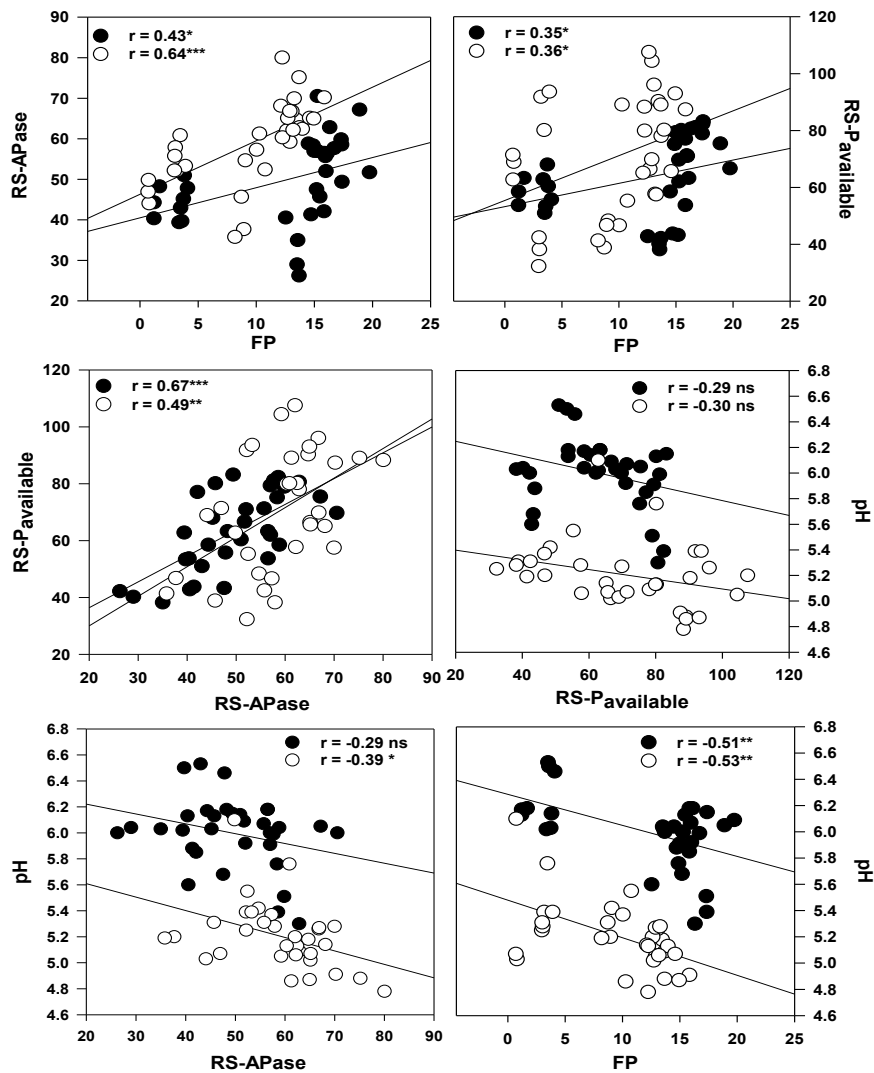 90
80
70
60
50
40
30
20
RS-APase
r = 0.43*
r = 0.64***
0 5 10 15 20 25
FP
r = 0.35*
r = 0.36*
120
100
80
60
40
20
RS-Pavailable
0 5 10 15 20 25
FP
120
100
80
60
40
20
RS-Pavailable
r = 0.67***
r = 0.49**
20 30 40 50 60 70 80 90
RS-APase
r = -0.29 ns
r = -0.30 ns
6.8
6.6
6.4
6.2
6.0
5.8
5.6
5.4
5.2
5.0
4.8
4.6
pH
20 40 60 80 100 120
RS-Pavailable
6.8
6.6
6.4
6.2
6.0
5.8
5.6
5.4
5.2
5.0
4.8
4.6
pH
r = -0.29 ns
r = -0.39 *
20 30 40 50 60 70 80 90
RS-APase
r = -0.51**
r = -0.53**
6.8
6.6
6.4
6.2
6.0
5.8
5.6
5.4
5.2
5.0
4.8
4.6
pH
0 5 10 15 20 25
FP